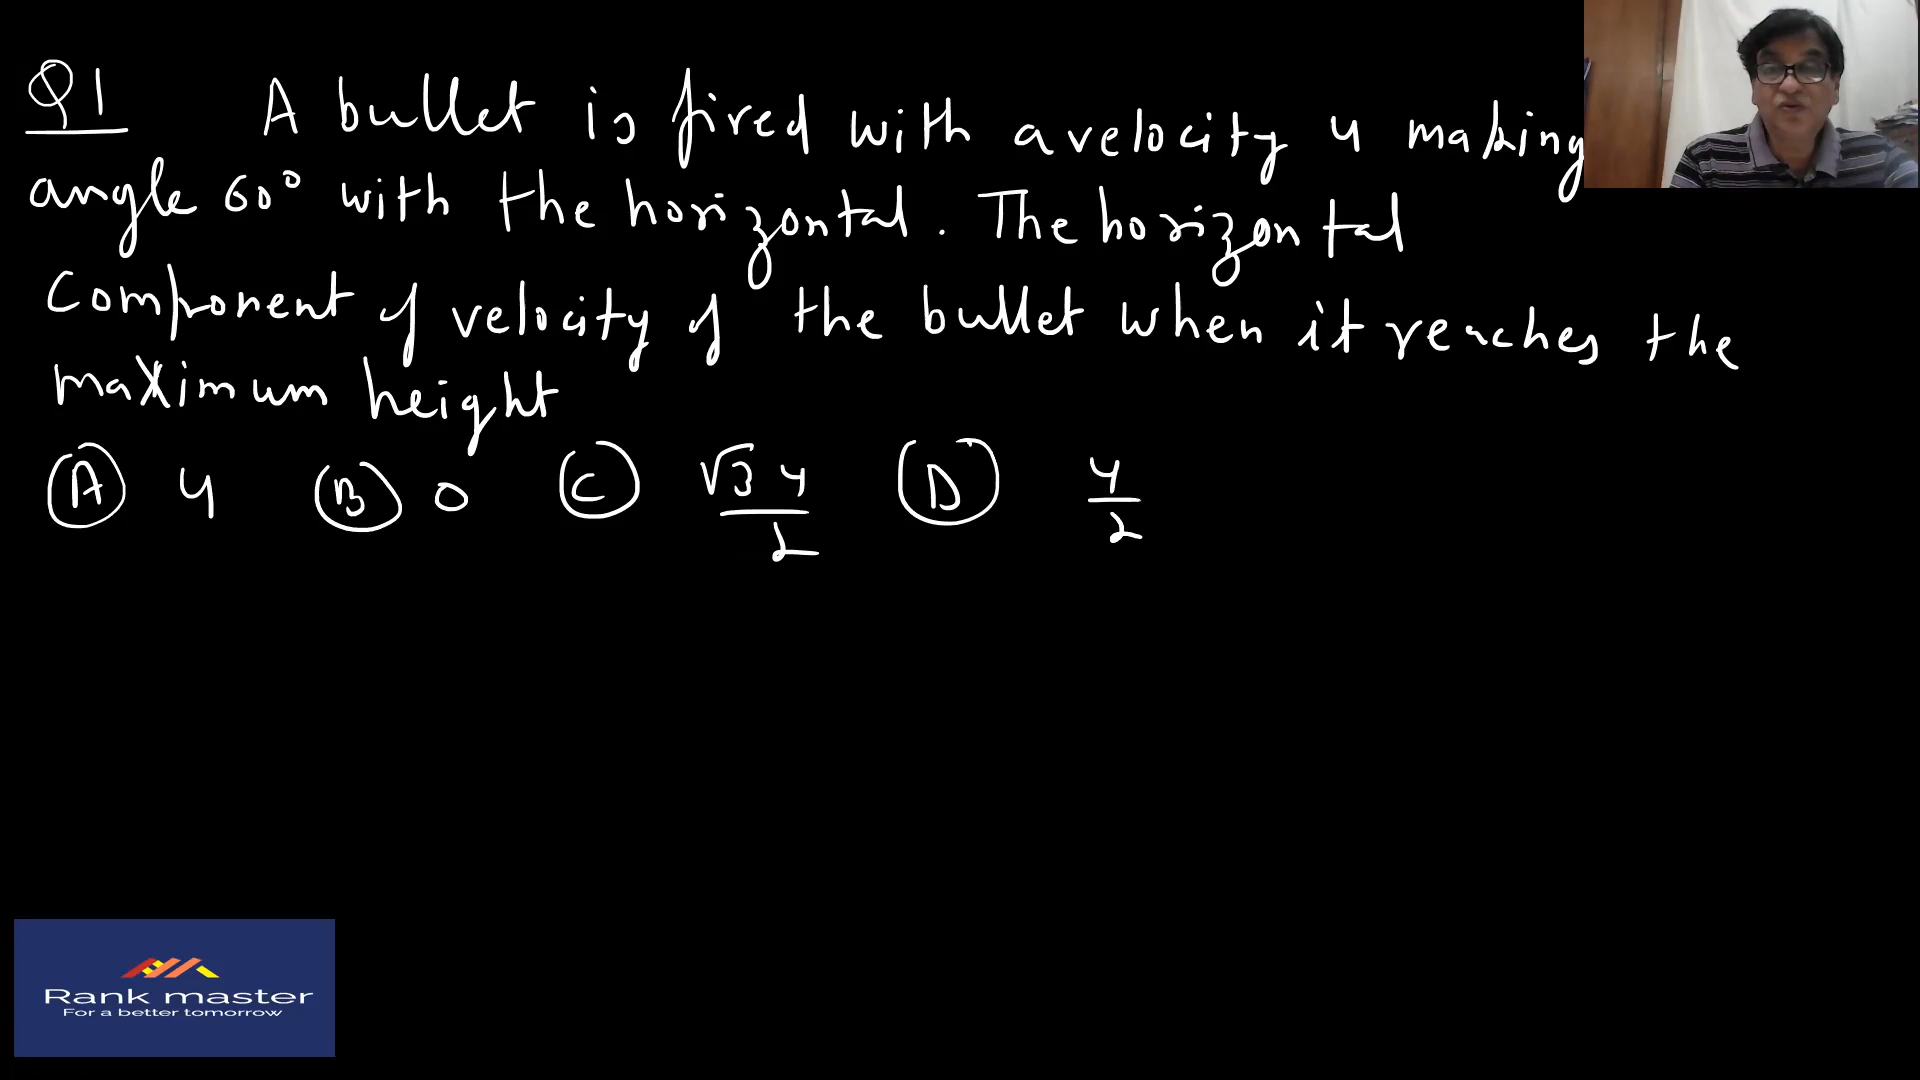 Q1 A bullet is fired with a velocity u making
angle 60° with the horizontal. The horizontal
Component of velocity of the bullet when it reaches the
maximum height
(A) u (B) 0 (C) √3 u / 2 (D) u / 2
Rank master
For a better tomorrow